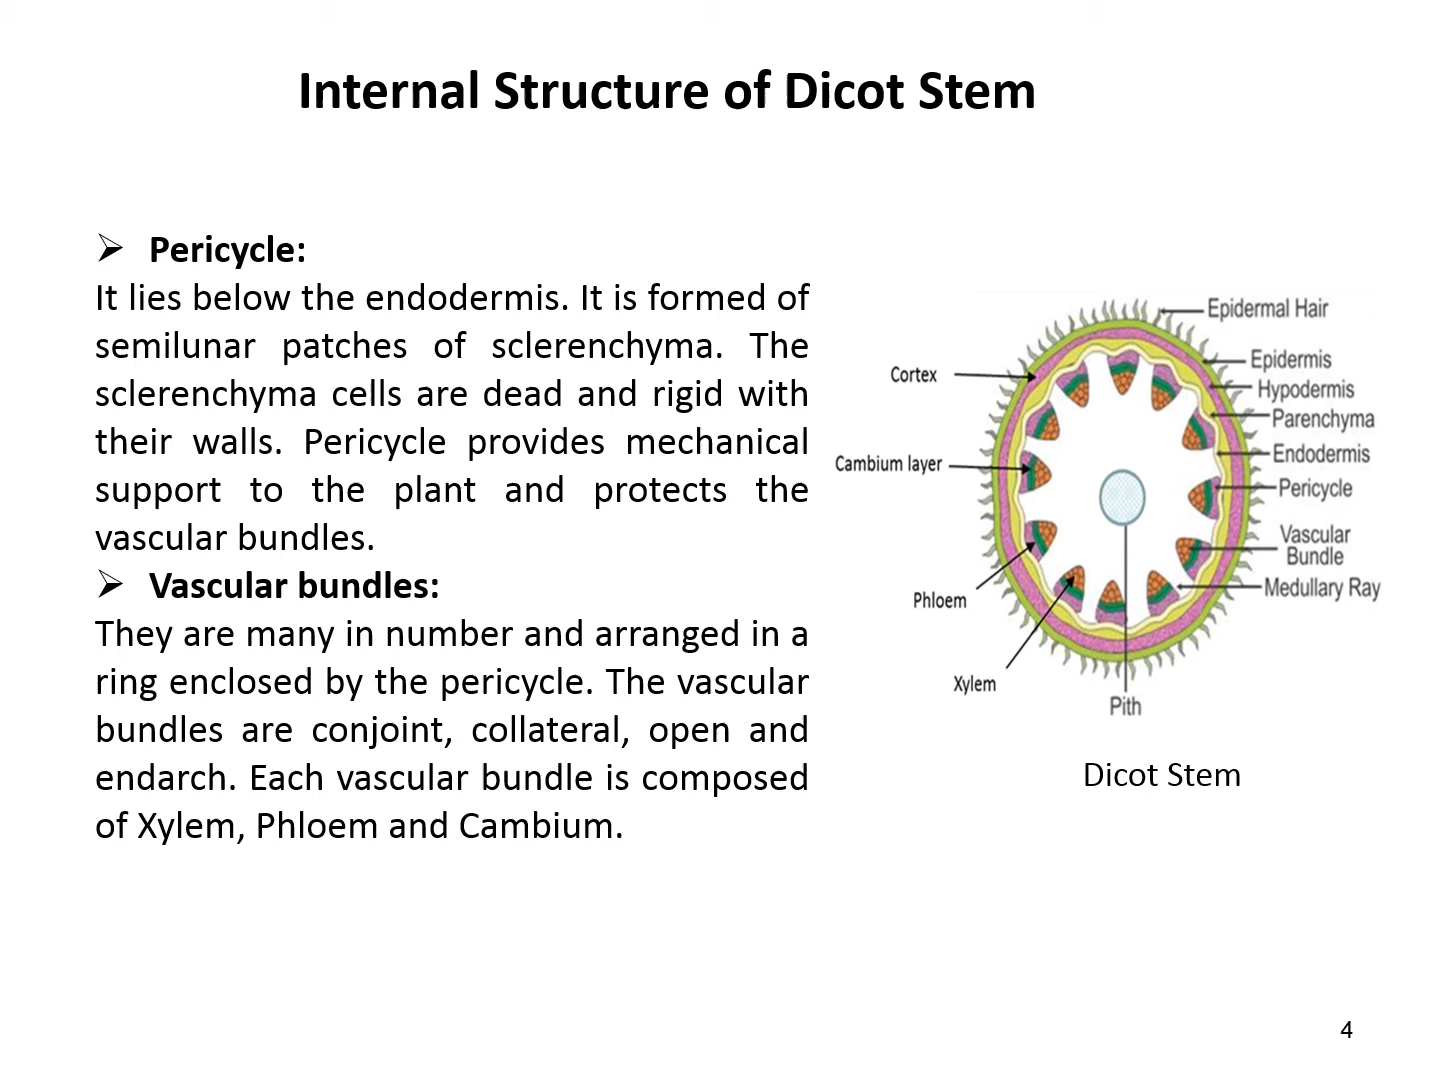 Internal Structure of Dicot Stem
➢ Pericycle:
It lies below the endodermis. It is formed of
semilunar patches of sclerenchyma. The
sclerenchyma cells are dead and rigid with
their walls. Pericycle provides mechanical
support to the plant and protects the
vascular bundles.
➢ Vascular bundles:
They are many in number and arranged in a
ring enclosed by the pericycle. The vascular
bundles are conjoint, collateral, open and
endarch. Each vascular bundle is composed
of Xylem, Phloem and Cambium.
Epidermal Hair
Epidermis
Hypodermis
Parenchyma
Endodermis
Pericycle
Vascular
Bundle
Medullary Ray
Cortex
Cambium layer
Phloem
Xylem
Pith
Dicot Stem
4